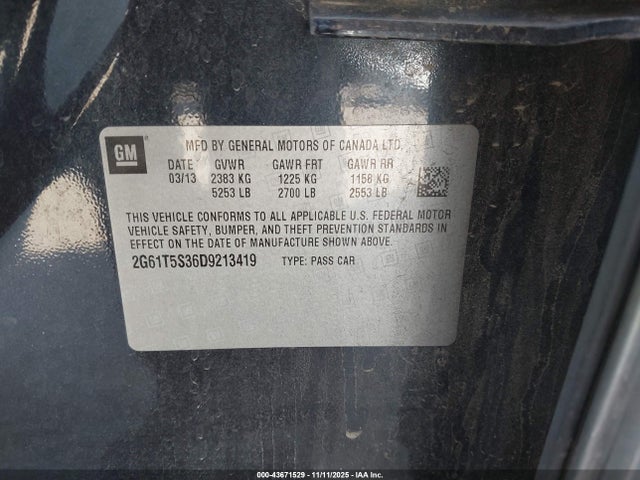 GM
MFD BY GENERAL MOTORS OF CANADA LTD.
DATE GVWR GAWR FRT GAWR RR
03/13 2383 KG 1225 KG 1158 KG
5253 LB 2700 LB 2553 LB
THIS VEHICLE CONFORMS TO ALL APPLICABLE U.S. FEDERAL MOTOR
VEHICLE SAFETY, BUMPER, AND THEFT PREVENTION STANDARDS IN
EFFECT ON THE DATE OF MANUFACTURE SHOWN ABOVE.
2G61T5S36D9213419 TYPE: PASS CAR
000-43671529 - 11/11/2025 - IAA Inc.